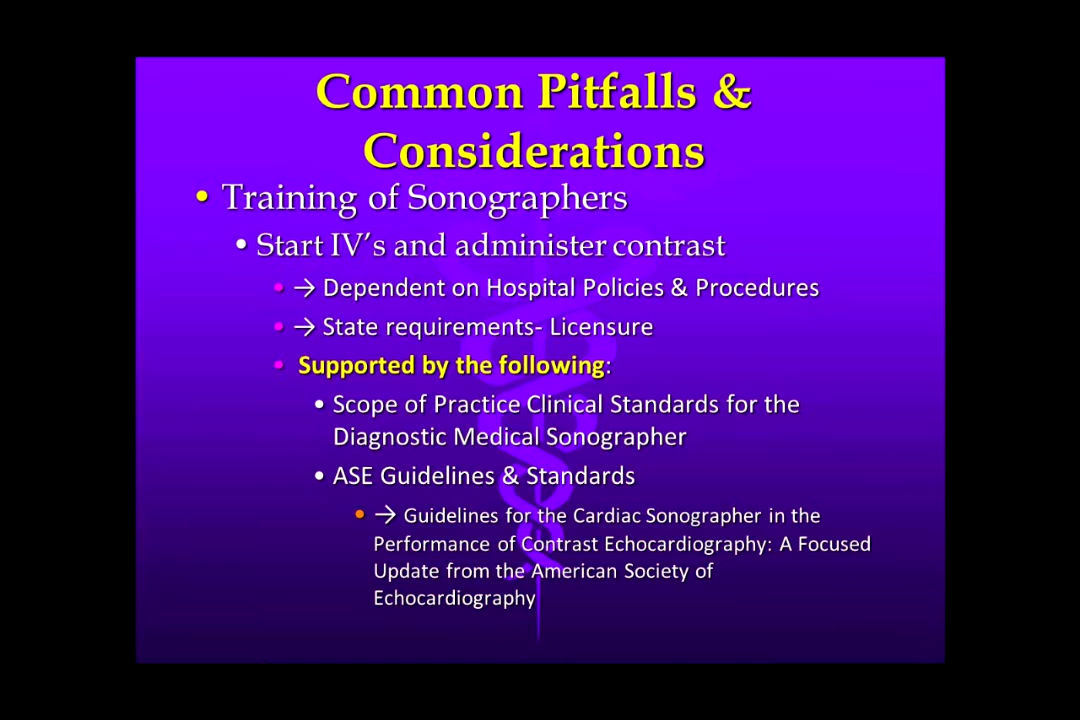 Common Pitfalls &
Considerations
• Training of Sonographers
• Start IV's and administer contrast
• → Dependent on Hospital Policies & Procedures
• → State requirements- Licensure
• Supported by the following:
• Scope of Practice Clinical Standards for the
Diagnostic Medical Sonographer
• ASE Guidelines & Standards
• → Guidelines for the Cardiac Sonographer in the
Performance of Contrast Echocardiography: A Focused
Update from the American Society of
Echocardiography